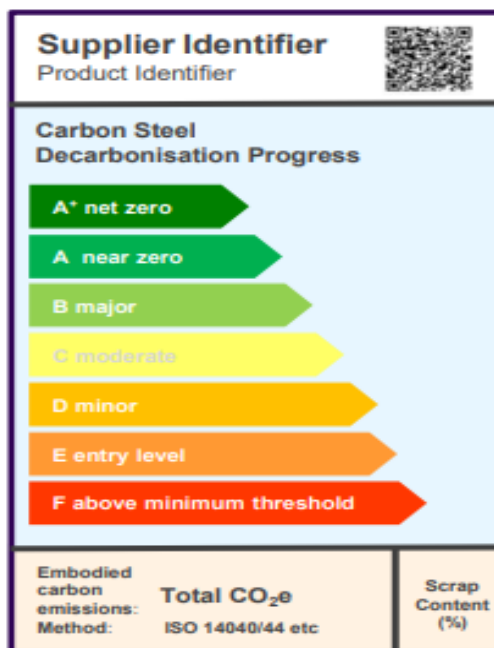 Supplier Identifier
Product Identifier
Carbon Steel
Decarbonisation Progress
A⁺ net zero
A near zero
B major
C moderate
D minor
E entry level
F above minimum threshold
Embodied
carbon
emissions:
Total CO₂e
Method:
ISO 14040/44 etc
Scrap
Content
(%)